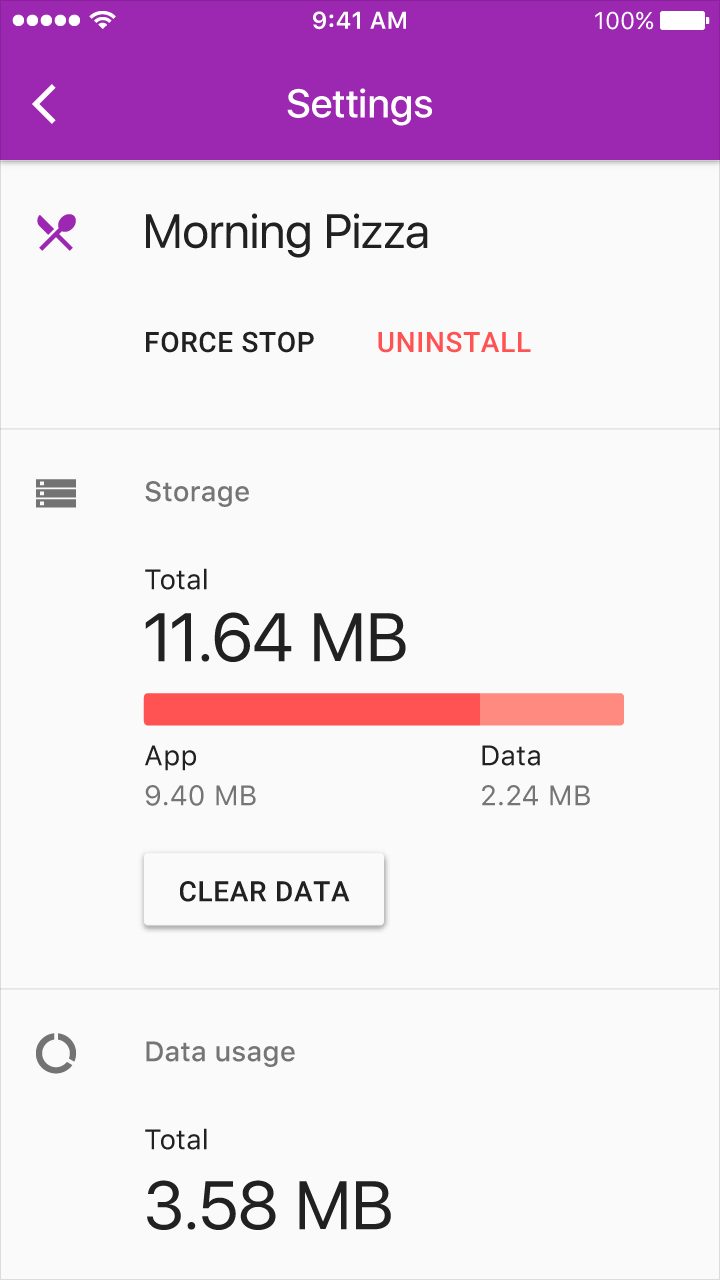 9:41 AM 100%
Settings
Morning Pizza
FORCE STOP UNINSTALL
Storage
Total
11.64 MB
App Data
9.40 MB 2.24 MB
CLEAR DATA
Data usage
Total
3.58 MB